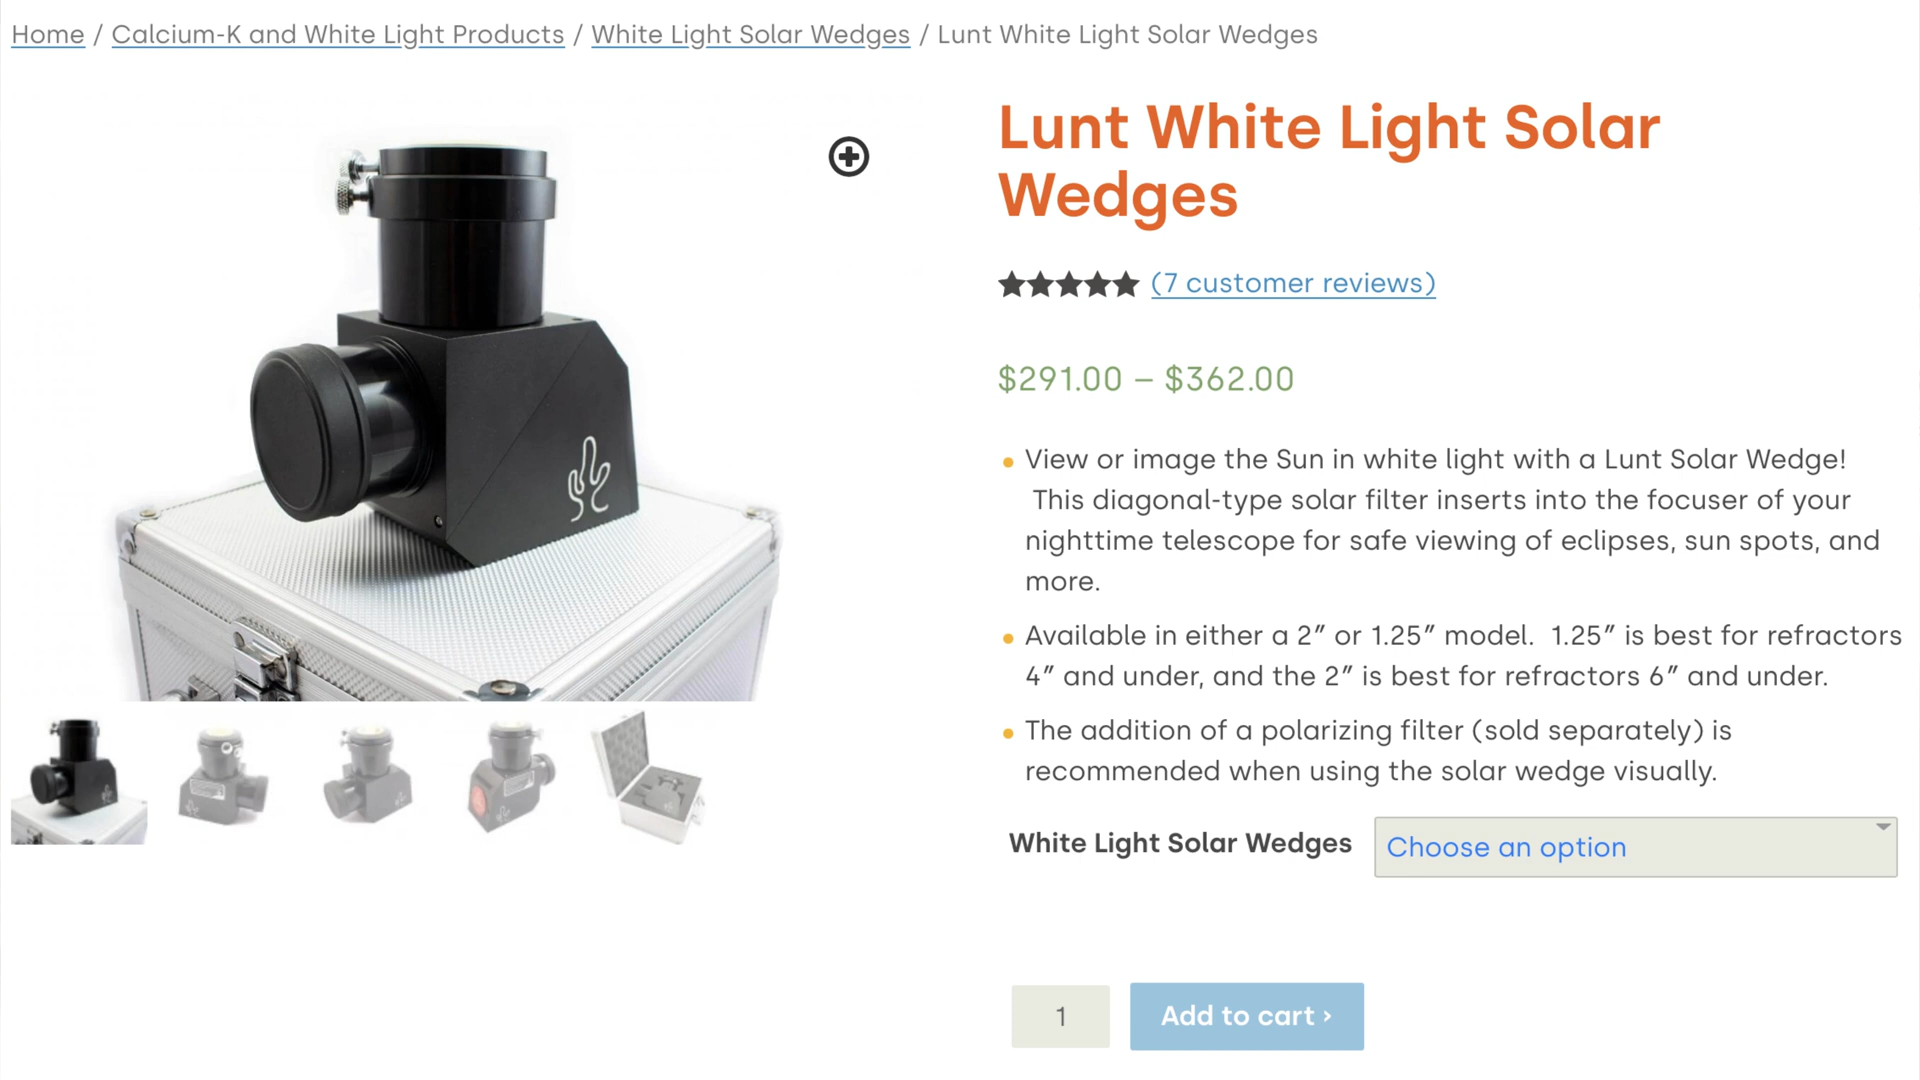 Home / Calcium-K and White Light Products / White Light Solar Wedges / Lunt White Light Solar Wedges
Lunt White Light Solar
Wedges
(7 customer reviews)
$291.00 – $362.00
View or image the Sun in white light with a Lunt Solar Wedge!
This diagonal-type solar filter inserts into the focuser of your
nighttime telescope for safe viewing of eclipses, sun spots, and
more.
Available in either a 2″ or 1.25″ model.  1.25″ is best for refractors
4″ and under, and the 2″ is best for refractors 6″ and under.
The addition of a polarizing filter (sold separately) is
recommended when using the solar wedge visually.
White Light Solar Wedges
Choose an option
1
Add to cart ›